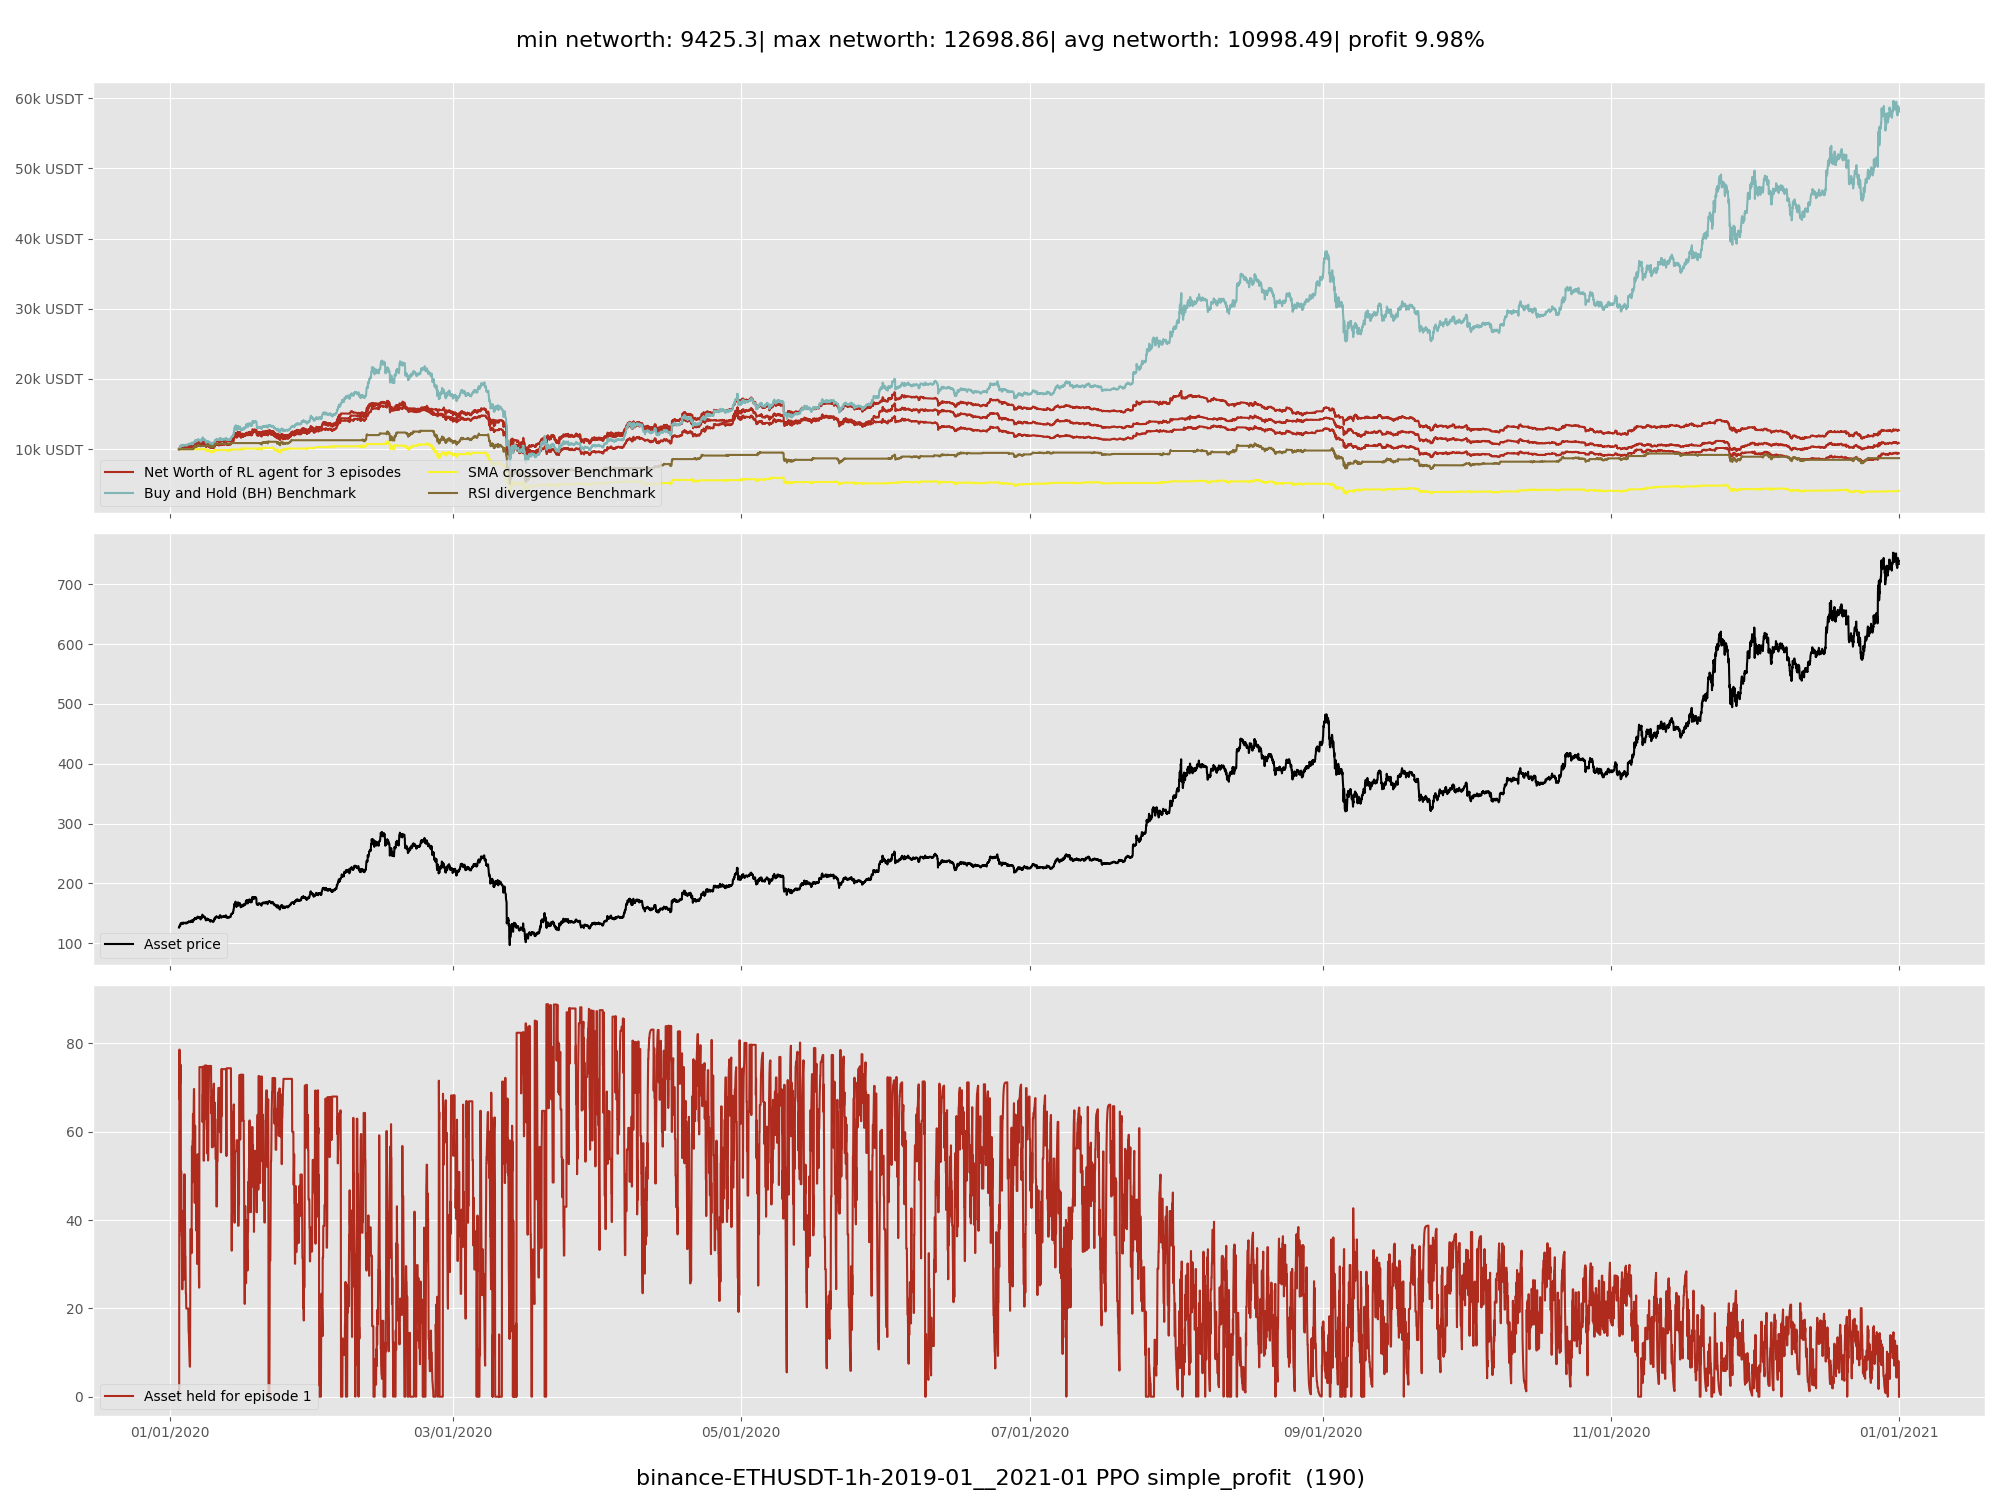 min networth: 9425.3| max networth: 12698.86| avg networth: 10998.49| profit 9.98%
60k USDT
50k USDT
40k USDT
30k USDT
20k USDT
10k USDT
Net Worth of RL agent for 3 episodes
Buy and Hold (BH) Benchmark
SMA crossover Benchmark
RSI divergence Benchmark
700
600
500
400
300
200
100
Asset price
80
60
40
20
0
Asset held for episode 1
01/01/2020 03/01/2020 05/01/2020 07/01/2020 09/01/2020 11/01/2020 01/01/2021
binance-ETHUSDT-1h-2019-01__2021-01 PPO simple_profit  (190)